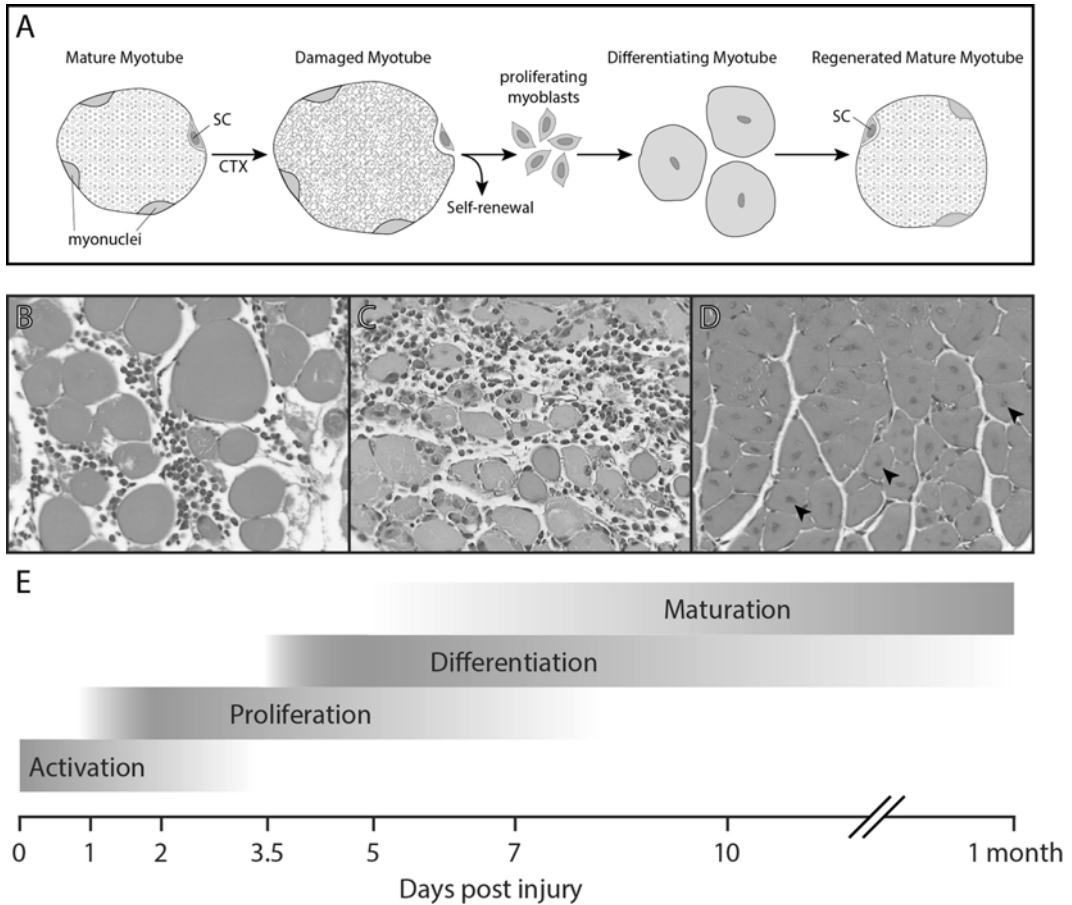 A
Mature Myotube
Damaged Myotube
proliferating
myoblasts
Differentiating Myotube
Regenerated Mature Myotube
SC
CTX
SC
Self-renewal
myonuclei
B
C
D
E
Maturation
Differentiation
Proliferation
Activation
0 1 2 3.5 5 7 10 1 month
Days post injury